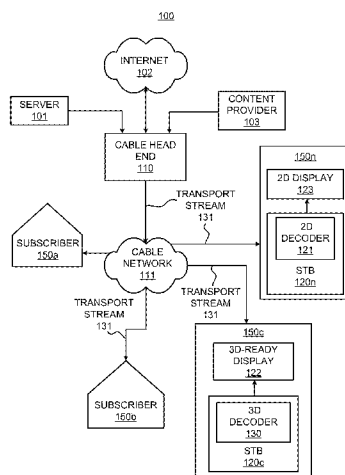 100
INTERNET
102
SERVER
101
CONTENT
PROVIDER
103
CABLE HEAD
END
110
TRANSPORT
STREAM
131
150n
2D DISPLAY
123
2D
DECODER
121
STB
120n
SUBSCRIBER
150a
CABLE
NETWORK
111
TRANSPORT
STREAM
131
TRANSPORT
STREAM
131
SUBSCRIBER
150b
150c
3D-READY
DISPLAY
122
3D
DECODER
130
STB
120c